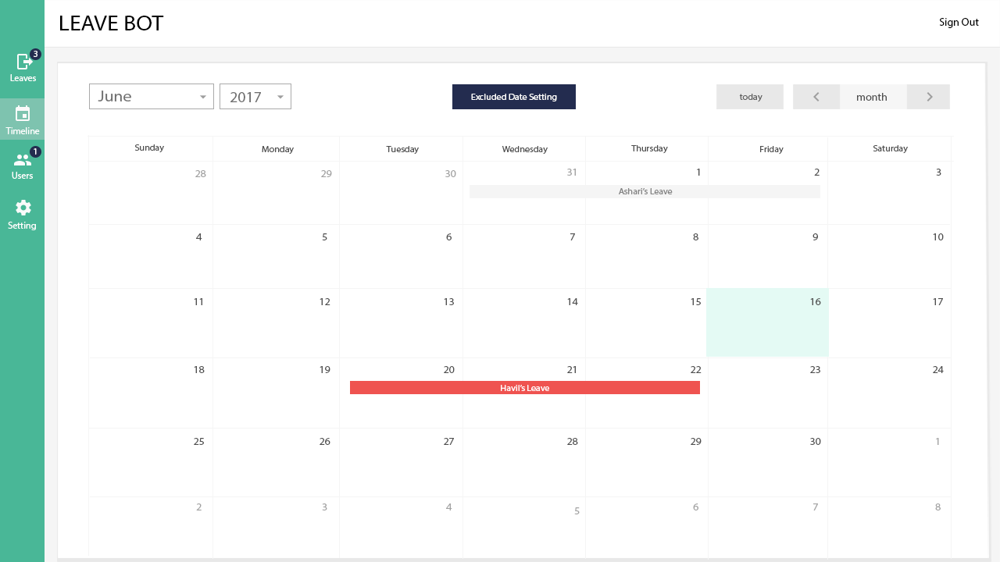 LEAVE BOT
Sign Out
3
Leaves
Timeline
1
Users
Setting
June 2017 Excluded Date Setting today month
Sunday Monday Tuesday Wednesday Thursday Friday Saturday
28 29 30 31 1 2 3
Ashari's Leave
4 5 6 7 8 9 10
11 12 13 14 15 16 17
18 19 20 21 22 23 24
Havil's Leave
25 26 27 28 29 30 1
2 3 4 5 6 7 8